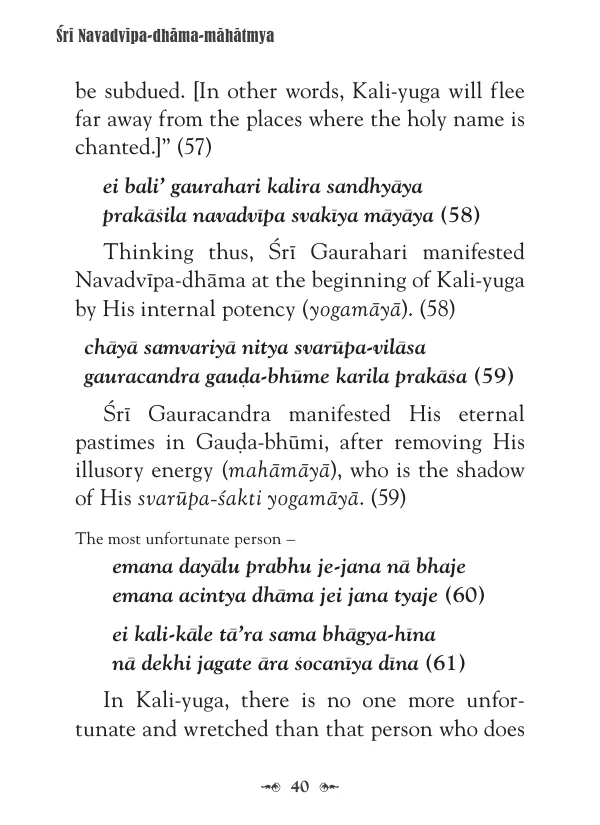 Śrī Navadvīpa-dhāma-māhātmya
be subdued. [In other words, Kali-yuga will flee
far away from the places where the holy name is
chanted.]” (57)
ei bali’ gaurahari kalira sandhyāya
prakāśila navadvīpa svakīya māyāya (58)
Thinking thus, Śrī Gaurahari manifested
Navadvīpa-dhāma at the beginning of Kali-yuga
by His internal potency (yogamāyā). (58)
chāyā samvariyā nitya svarūpa-vilāsa
gauracandra gauḍa-bhūme karila prakāśa (59)
Śrī Gauracandra manifested His eternal
pastimes in Gauḍa-bhūmi, after removing His
illusory energy (mahāmāyā), who is the shadow
of His svarūpa-śakti yogamāyā. (59)
The most unfortunate person –
emana dayālu prabhu je-jana nā bhaje
emana acintya dhāma jei jana tyaje (60)
ei kali-kāle tā’ra sama bhāgya-hīna
nā dekhi jagate āra śocanīya dīna (61)
In Kali-yuga, there is no one more unfor-
tunate and wretched than that person who does
40